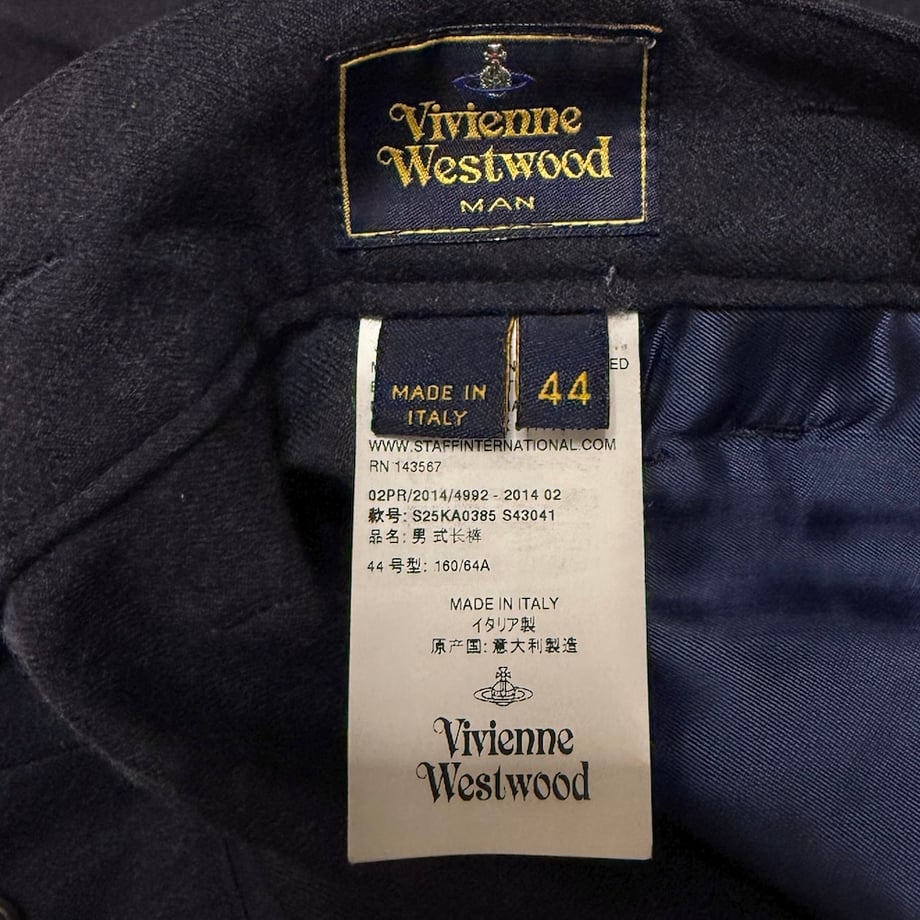 Vivienne
Westwood
MAN
MADE IN
ITALY
44
ED
WWW.STAFFINTERNATIONAL.COM
RN 143567
02PR/2014/4992 - 2014 02
款号: S25KA0385 S43041
品名: 男 式长裤
44 号型: 160/64A
MADE IN ITALY
イタリア製
原产国: 意大利製造
Vivienne
Westwood